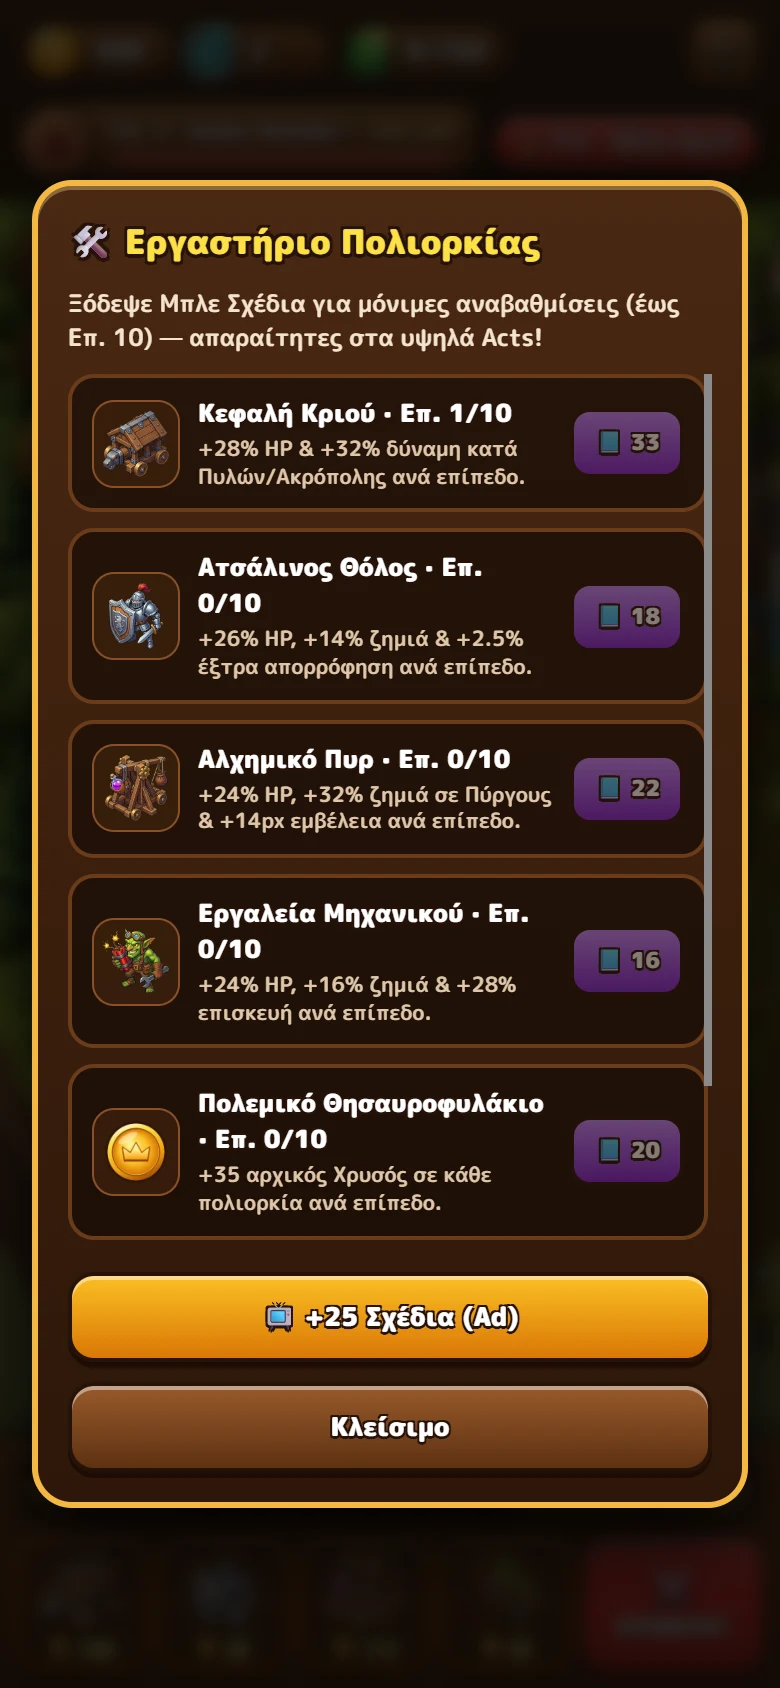 Εργαστήριο Πολιορκίας
Ξόδεψε Μπλε Σχέδια για μόνιμες αναβαθμίσεις (έως
Επ. 10) — απαραίτητες στα υψηλά Acts!
Κεφαλή Κριού · Επ. 1/10
+28% HP & +32% δύναμη κατά
Πυλών/Ακρόπολης ανά επίπεδο.
33
Ατσάλινος Θόλος · Επ.
0/10
+26% HP, +14% ζημιά & +2.5%
έξτρα απορρόφηση ανά επίπεδο.
18
Αλχημικό Πυρ · Επ. 0/10
+24% HP, +32% ζημιά σε Πύργους
& +14px εμβέλεια ανά επίπεδο.
22
Εργαλεία Μηχανικού · Επ.
0/10
+24% HP, +16% ζημιά & +28%
επισκευή ανά επίπεδο.
16
Πολεμικό Θησαυροφυλάκιο
· Επ. 0/10
+35 αρχικός Χρυσός σε κάθε
πολιορκία ανά επίπεδο.
20
+25 Σχέδια (Ad)
Κλείσιμο